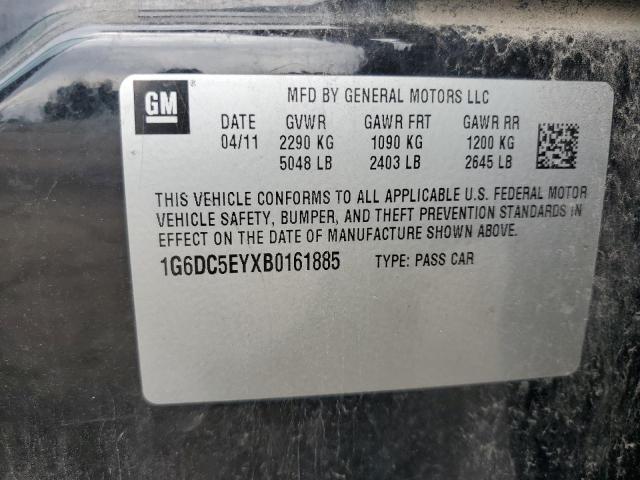 GM
MFD BY GENERAL MOTORS LLC
DATE GVWR GAWR FRT GAWR RR
04/11 2290 KG 1090 KG 1200 KG
5048 LB 2403 LB 2645 LB
THIS VEHICLE CONFORMS TO ALL APPLICABLE U.S. FEDERAL MOTOR
VEHICLE SAFETY, BUMPER, AND THEFT PREVENTION STANDARDS IN
EFFECT ON THE DATE OF MANUFACTURE SHOWN ABOVE.
1G6DC5EYXB0161885 TYPE: PASS CAR